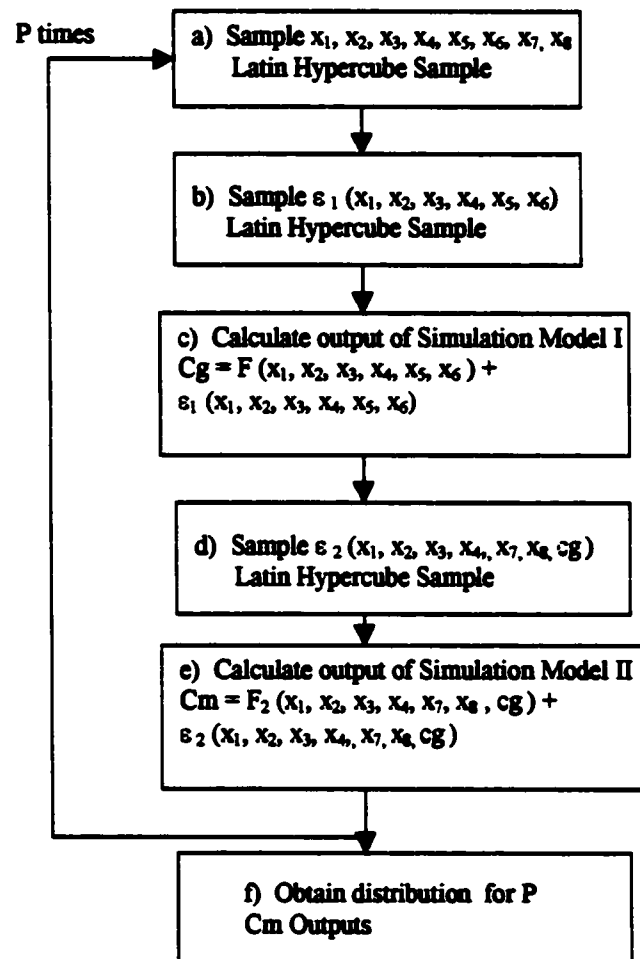 P times
a) Sample x₁, x₂, x₃, x₄, x₅, x₆, x₇, x₈
Latin Hypercube Sample
b) Sample ε₁ (x₁, x₂, x₃, x₄, x₅, x₆)
Latin Hypercube Sample
c) Calculate output of Simulation Model I
Cg = F (x₁, x₂, x₃, x₄, x₅, x₆ ) +
ε₁ (x₁, x₂, x₃, x₄, x₅, x₆)
d) Sample ε₂ (x₁, x₂, x₃, x₄,, x₇, x₈, cg)
Latin Hypercube Sample
e) Calculate output of Simulation Model II
Cm = F₂ (x₁, x₂, x₃, x₄, x₇, x₈ , cg ) +
ε₂ (x₁, x₂, x₃, x₄,, x₇, x₈, cg)
f) Obtain distribution for P
Cm Outputs